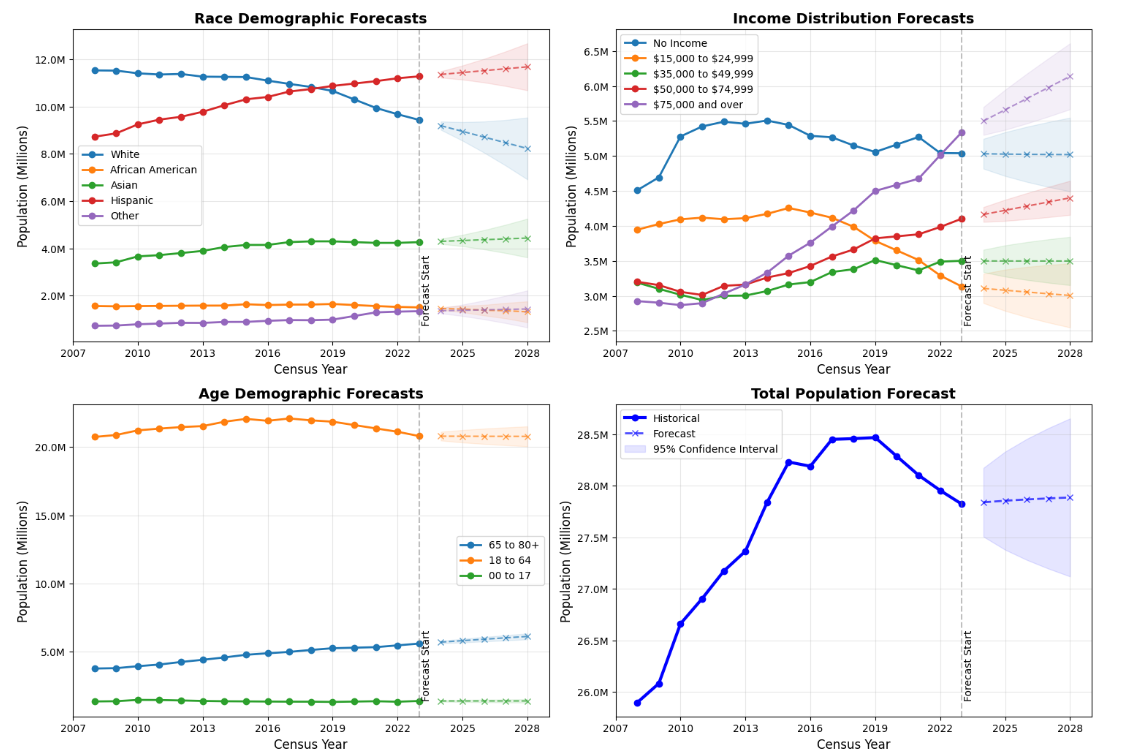 Race Demographic Forecasts
Population (Millions)
12.0M
10.0M
8.0M
6.0M
4.0M
2.0M
White
African American
Asian
Hispanic
Other
Forecast Start
2007
2010
2013
2016
2019
2022
2025
2028
Census Year
Income Distribution Forecasts
Population (Millions)
6.5M
6.0M
5.5M
5.0M
4.5M
4.0M
3.5M
3.0M
2.5M
No Income
$15,000 to $24,999
$35,000 to $49,999
$50,000 to $74,999
$75,000 and over
Forecast Start
2007
2010
2013
2016
2019
2022
2025
2028
Census Year
Age Demographic Forecasts
Population (Millions)
20.0M
15.0M
10.0M
5.0M
65 to 80+
18 to 64
00 to 17
Forecast Start
2007
2010
2013
2016
2019
2022
2025
2028
Census Year
Total Population Forecast
Population (Millions)
28.5M
28.0M
27.5M
27.0M
26.5M
26.0M
Historical
Forecast
95% Confidence Interval
Forecast Start
2007
2010
2013
2016
2019
2022
2025
2028
Census Year